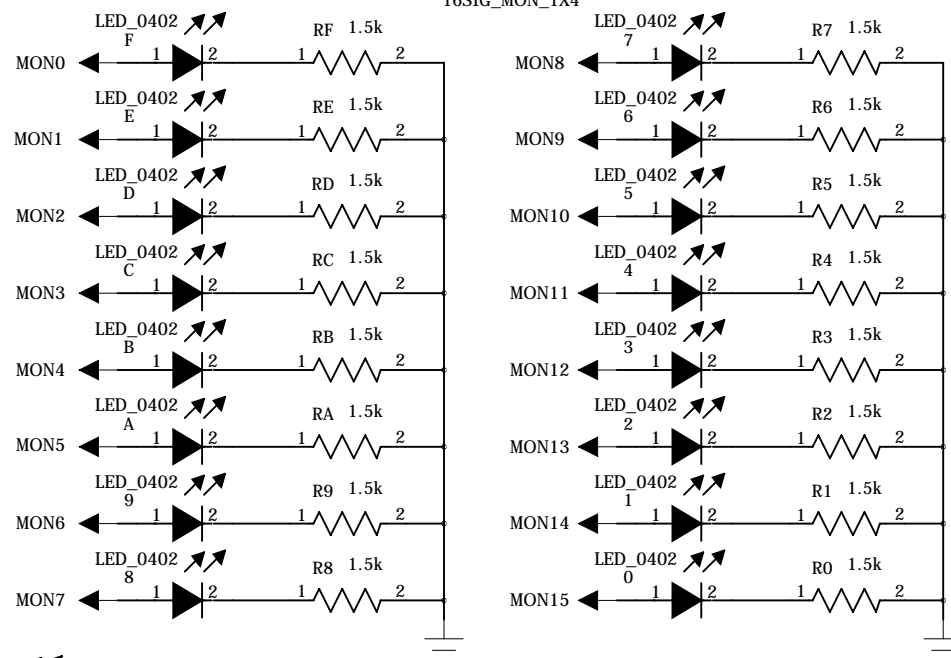 16SIG_MON_1X4
LED_0402 F RF 1.5k
MON0 1 2 1 2
LED_0402 E RE 1.5k
MON1 1 2 1 2
LED_0402 D RD 1.5k
MON2 1 2 1 2
LED_0402 C RC 1.5k
MON3 1 2 1 2
LED_0402 B RB 1.5k
MON4 1 2 1 2
LED_0402 A RA 1.5k
MON5 1 2 1 2
LED_0402 9 R9 1.5k
MON6 1 2 1 2
LED_0402 8 R8 1.5k
MON7 1 2 1 2
LED_0402 7 R7 1.5k
MON8 1 2 1 2
LED_0402 6 R6 1.5k
MON9 1 2 1 2
LED_0402 5 R5 1.5k
MON10 1 2 1 2
LED_0402 4 R4 1.5k
MON11 1 2 1 2
LED_0402 3 R3 1.5k
MON12 1 2 1 2
LED_0402 2 R2 1.5k
MON13 1 2 1 2
LED_0402 1 R1 1.5k
MON14 1 2 1 2
LED_0402 0 R0 1.5k
MON15 1 2 1 2